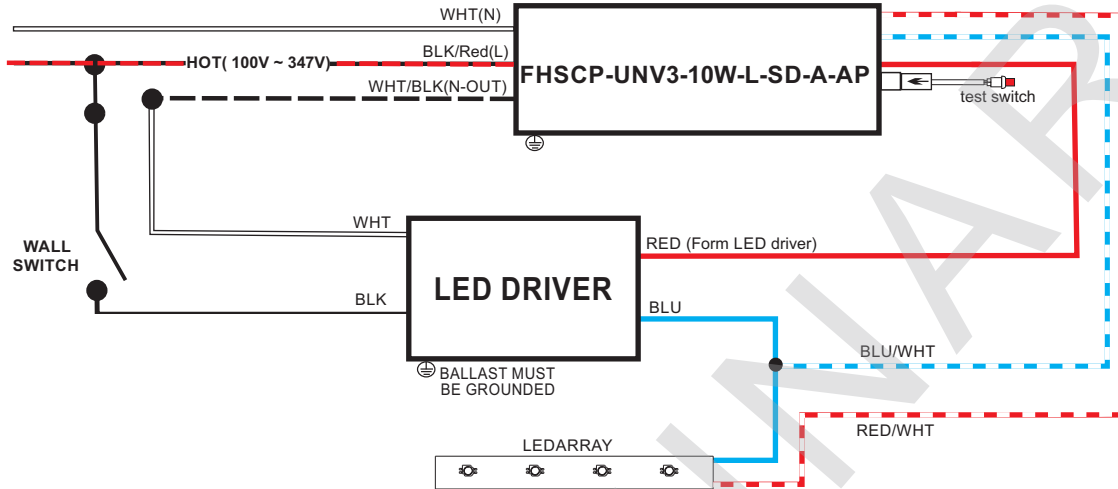 WHT(N)
BLK/Red(L)
HOT( 100V ~ 347V)
WHT/BLK(N-OUT)
FHSCP-UNV3-10W-L-SD-A-AP
test switch
WHT
WALL
SWITCH
LED DRIVER
RED (Form LED driver)
BLK
BLU
BALLAST MUST
BE GROUNDED
BLU/WHT
RED/WHT
LEDARRAY
INAR